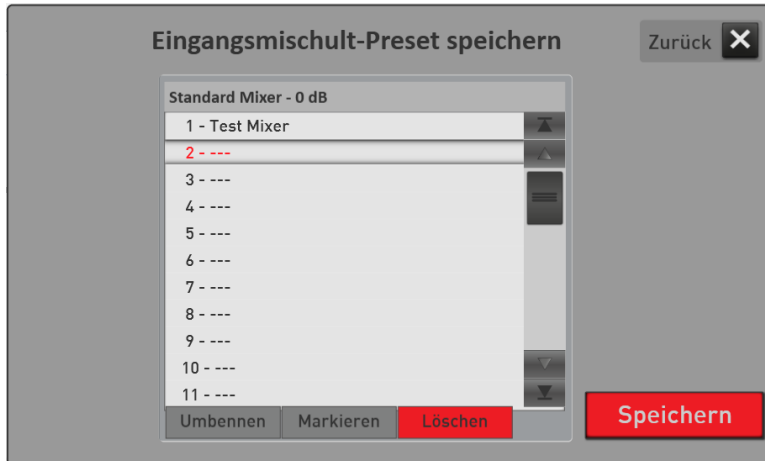 Eingangsmischult-Preset speichern
Zurück
Standard Mixer - 0 dB
1 - Test Mixer
2 - ---
3 - ---
4 - ---
5 - ---
6 - ---
7 - ---
8 - ---
9 - ---
10 - ---
11 - ---
Umbennen Markieren Löschen
Speichern